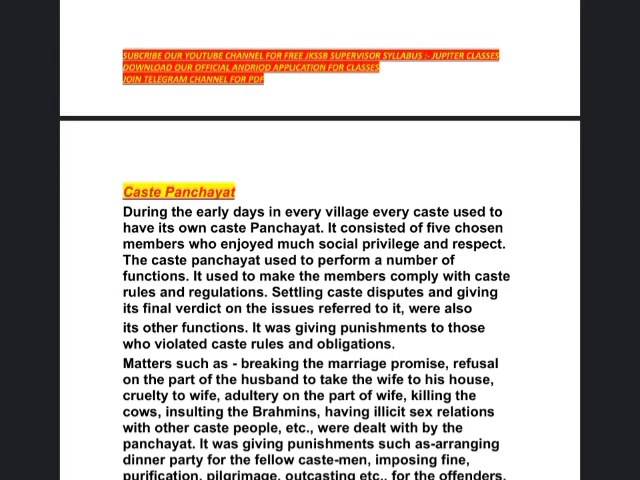 SUBCRIBE OUR YOUTUBE CHANNEL FOR FREE JKSSB SUPERVISOR SYLLABUS :- JUPITER CLASSES
DOWNLOAD OUR OFFICIAL ANDRIOD APPLICATION FOR CLASSES
JOIN TELEGRAM CHANNEL FOR PDF
Caste Panchayat
During the early days in every village every caste used to
have its own caste Panchayat. It consisted of five chosen
members who enjoyed much social privilege and respect.
The caste panchayat used to perform a number of
functions. It used to make the members comply with caste
rules and regulations. Settling caste disputes and giving
its final verdict on the issues referred to it, were also
its other functions. It was giving punishments to those
who violated caste rules and obligations.
Matters such as - breaking the marriage promise, refusal
on the part of the husband to take the wife to his house,
cruelty to wife, adultery on the part of wife, killing the
cows, insulting the Brahmins, having illicit sex relations
with other caste people, etc., were dealt with by the
panchayat. It was giving punishments such as-arranging
dinner party for the fellow caste-men, imposing fine,
purification, pilgrimage, outcasting etc., for the offenders.